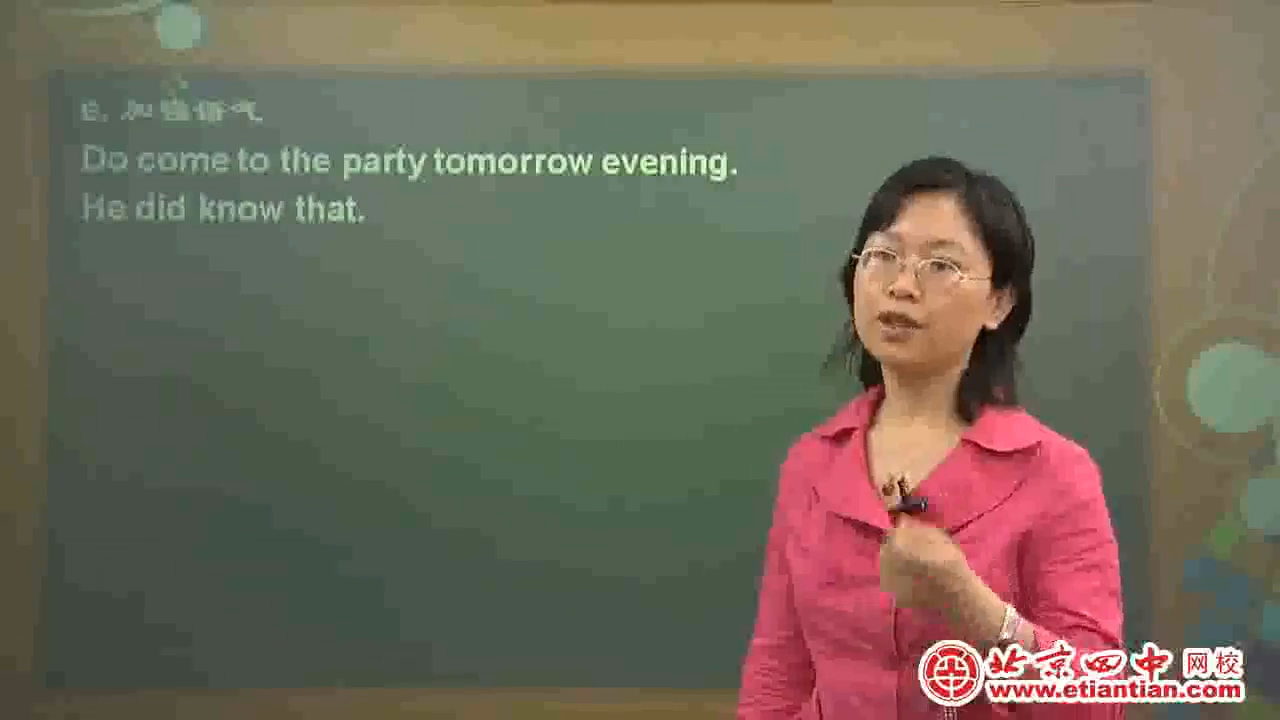 e. 加强语气
Do come to the party tomorrow evening.
He did know that.
北京四中 网校
www.etiantian.com